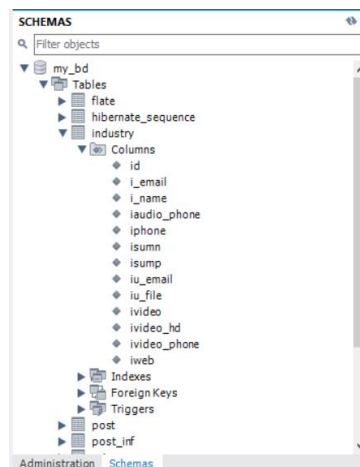 SCHEMAS
Filter objects
my_bd
Tables
flate
hibernate_sequence
industry
Columns
id
i_email
i_name
iaudio_phone
iphone
isumn
isump
iu_email
iu_file
ivideo
ivideo_hd
ivideo_phone
iweb
Indexes
Foreign Keys
Triggers
post
post_inf
Administration Schemas